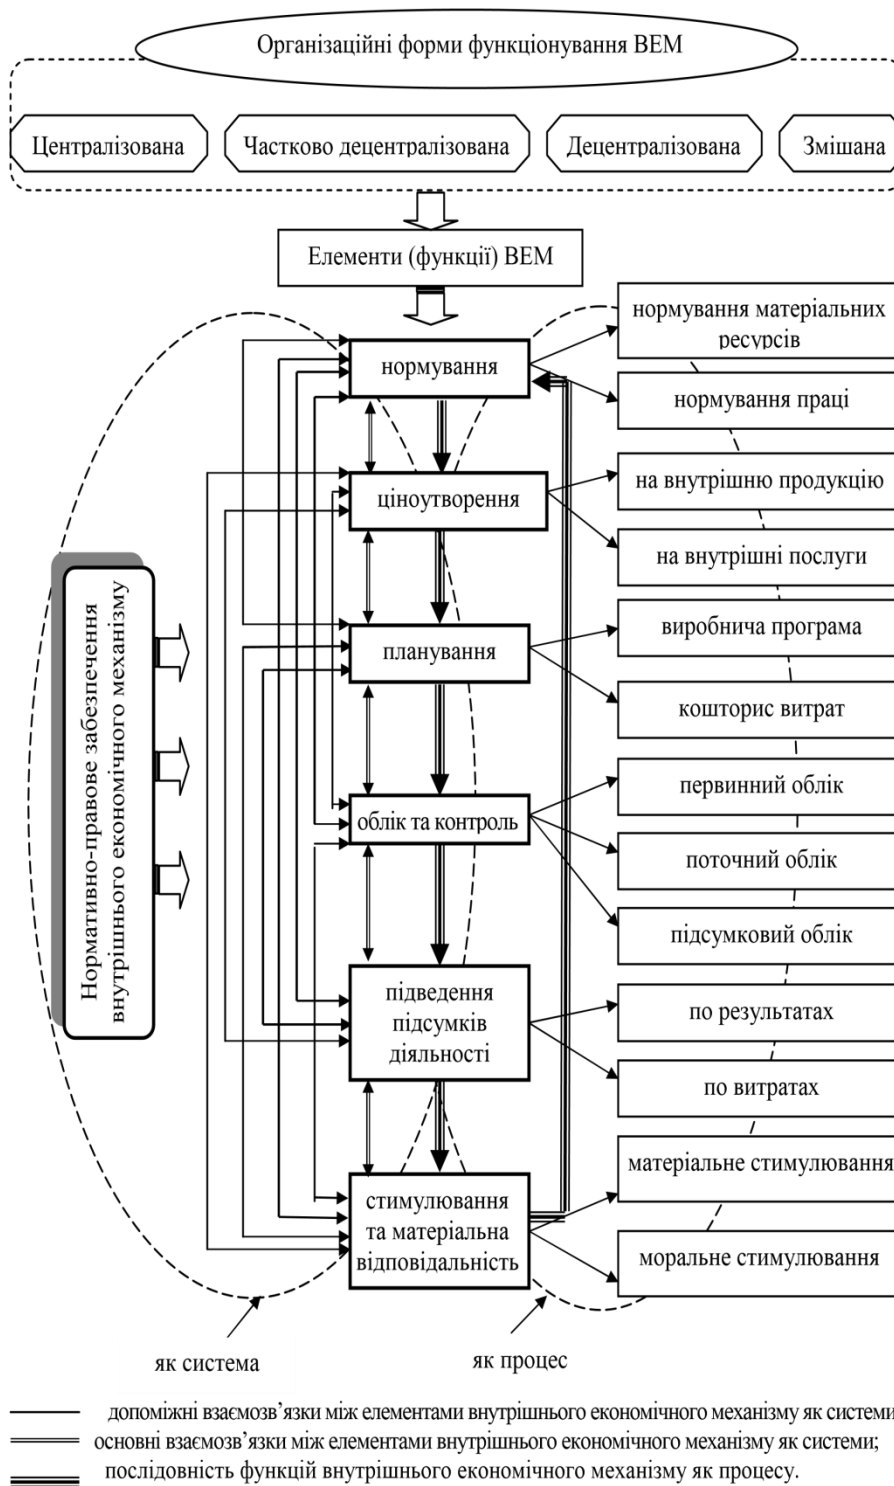 Організаційні форми функціонування ВЕМ
Централізована
Частково децентралізована
Децентралізована
Змішана
Елементи (функції) ВЕМ
нормування
нормування матеріальних
ресурсів
нормування праці
ціноутворення
на внутрішню продукцію
на внутрішні послуги
Нормативно-правове забезпечення
внутрішнього економічного механізму
планування
виробнича програма
кошторис витрат
облік та контроль
первинний облік
поточний облік
підсумковий облік
підведення
підсумків
діяльності
по результатах
по витратах
стимулювання
та матеріальна
відповідальність
матеріальне стимулювання
моральне стимулювання
як система
як процес
допоміжні взаємозв’язки між елементами внутрішнього економічного механізму як системи
основні взаємозв’язки між елементами внутрішнього економічного механізму як системи;
послідовність функцій внутрішнього економічного механізму як процесу.